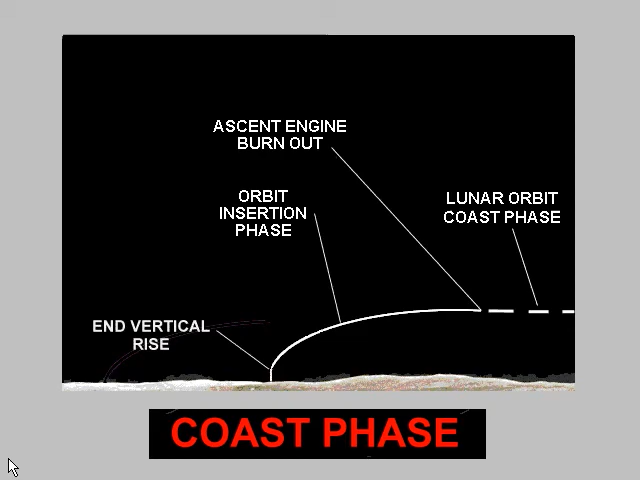 ASCENT ENGINE
BURN OUT
ORBIT
INSERTION
PHASE
LUNAR ORBIT
COAST PHASE
END VERTICAL
RISE
COAST PHASE